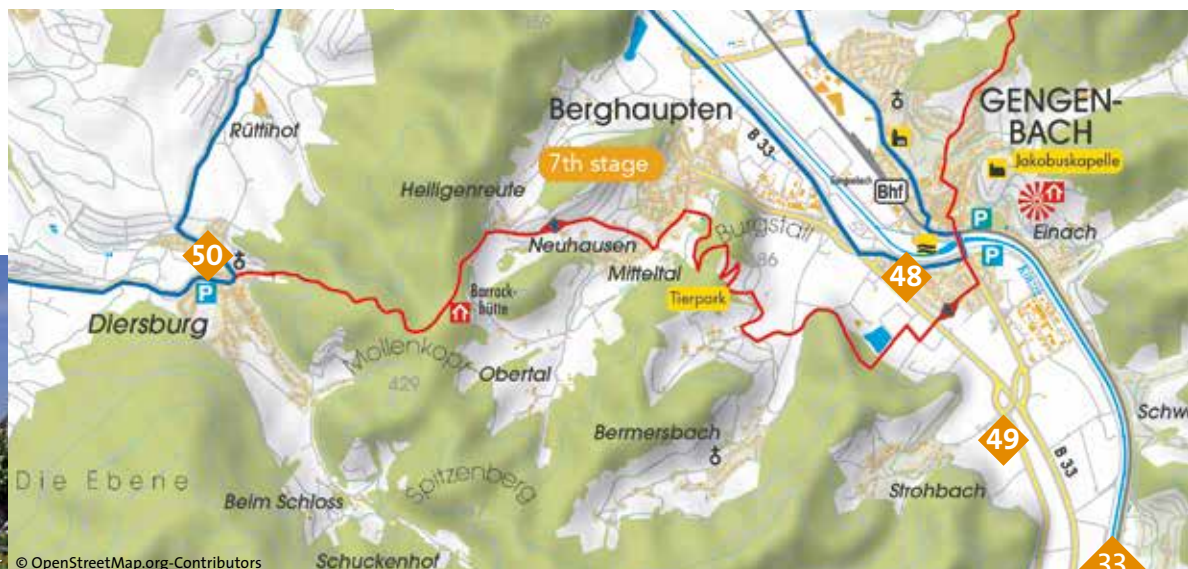 Rüttihof
Berghaupten
7th stage
Heiligenreute
Neuhausen
Mitteltal
Burgstall
86
Tierpark
B 33
Bhf
GENGEN-
BACH
Jakobuskapelle
P
P
Einach
Kinzig
48
50
P
Diersburg
Barrack-
Hütte
Mollenkopf
429
Obertal
Bermersbach
49
B 33
Schw
Strohbach
Die Ebene
Beim Schloss
Spitzenberg
Schuckenhof
33
© OpenStreetMap.org-Contributors